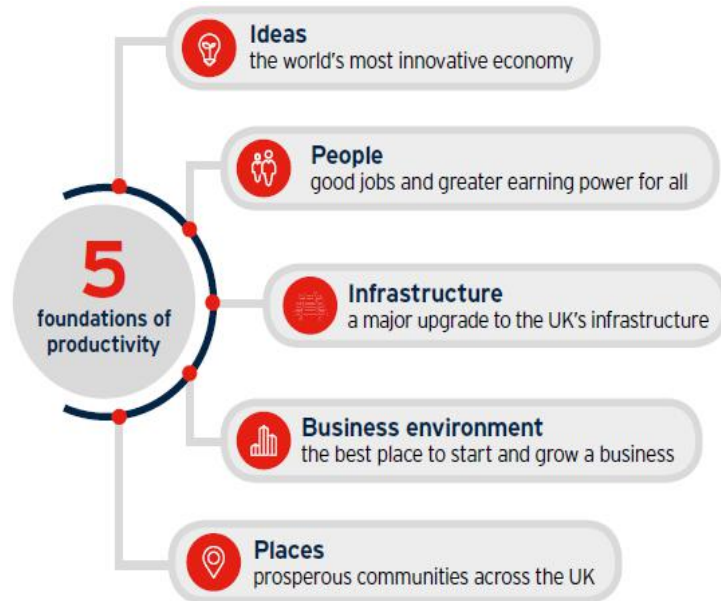 Ideas
the world's most innovative economy
People
good jobs and greater earning power for all
5
foundations of
productivity
Infrastructure
a major upgrade to the UK's infrastructure
Business environment
the best place to start and grow a business
Places
prosperous communities across the UK